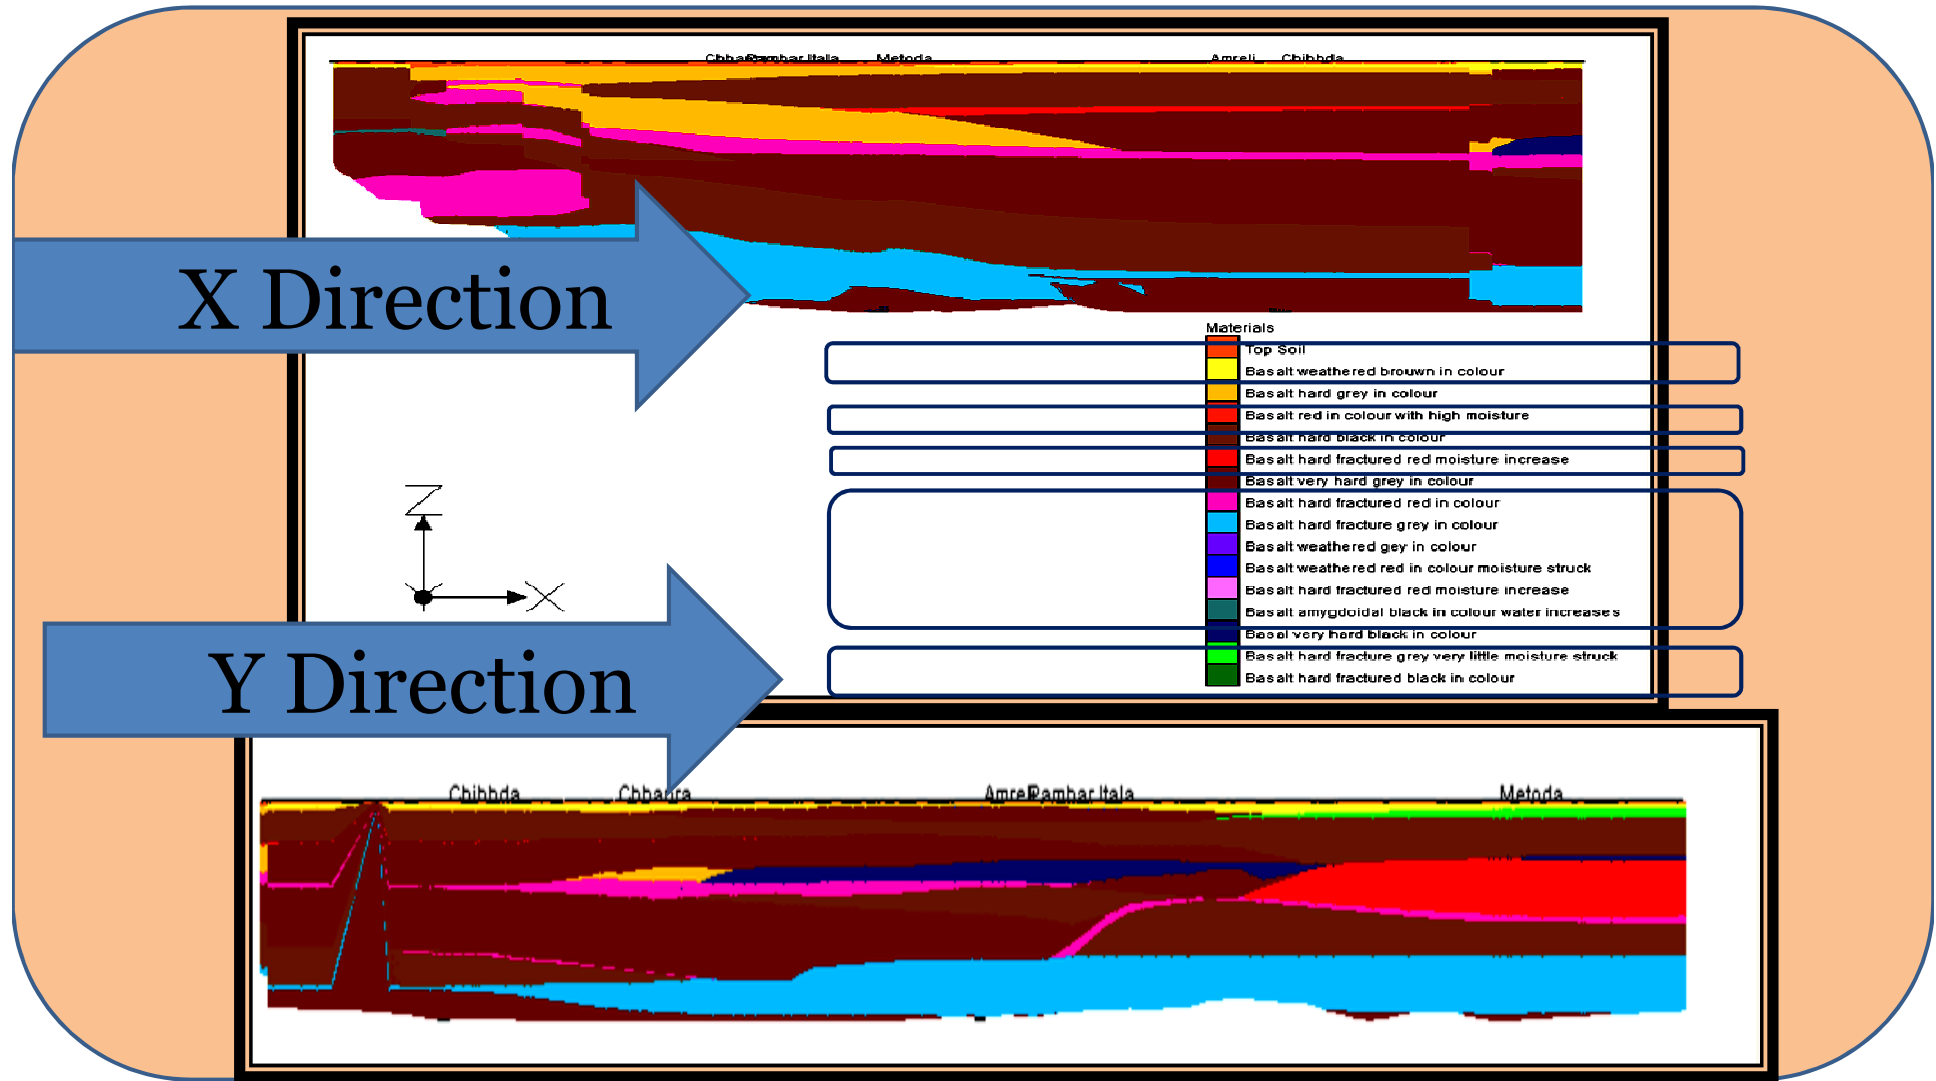 Chhapra Rambhar Itala Metoda Amreli Chibhda
X Direction
Materials
Top Soil
Basalt weathered brouwn in colour
Basalt hard grey in colour
Basalt red in colour with high moisture
Basalt hard black in colour
Basalt hard fractured red moisture increase
Basalt very hard grey in colour
Basalt hard fractured red in colour
Basalt hard fracture grey in colour
Basalt weathered gey in colour
Basalt weathered red in colour moisture struck
Basalt hard fractured red moisture increase
Basalt amygdoidal black in colour water increases
Basal very hard black in colour
Basalt hard fracture grey very little moisture struck
Basalt hard fractured black in colour
Z
Y X
Y Direction
Chibhda Chhapra Amreli Rambhar Itala Metoda